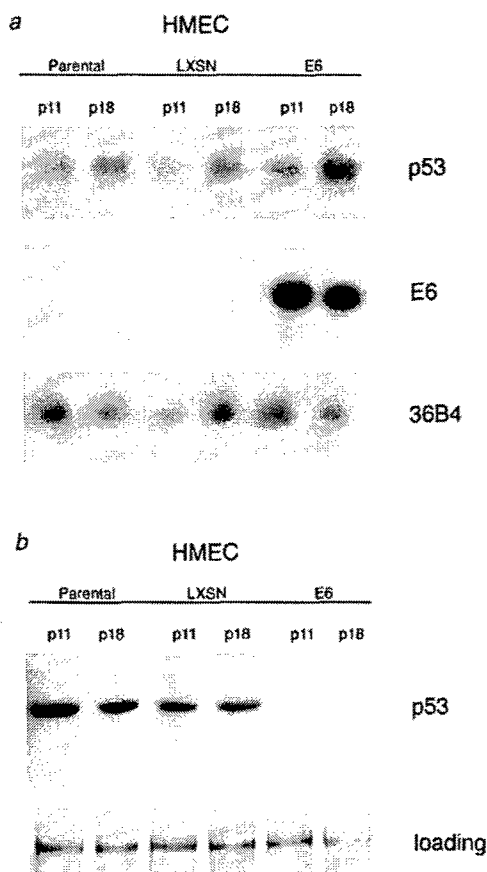 a
HMEC
Parental LXSN E6
p11 p18 p11 p18 p11 p18
p53
E6
36B4
b
HMEC
Parental LXSN E6
p11 p18 p11 p18 p11 p18
p53
loading